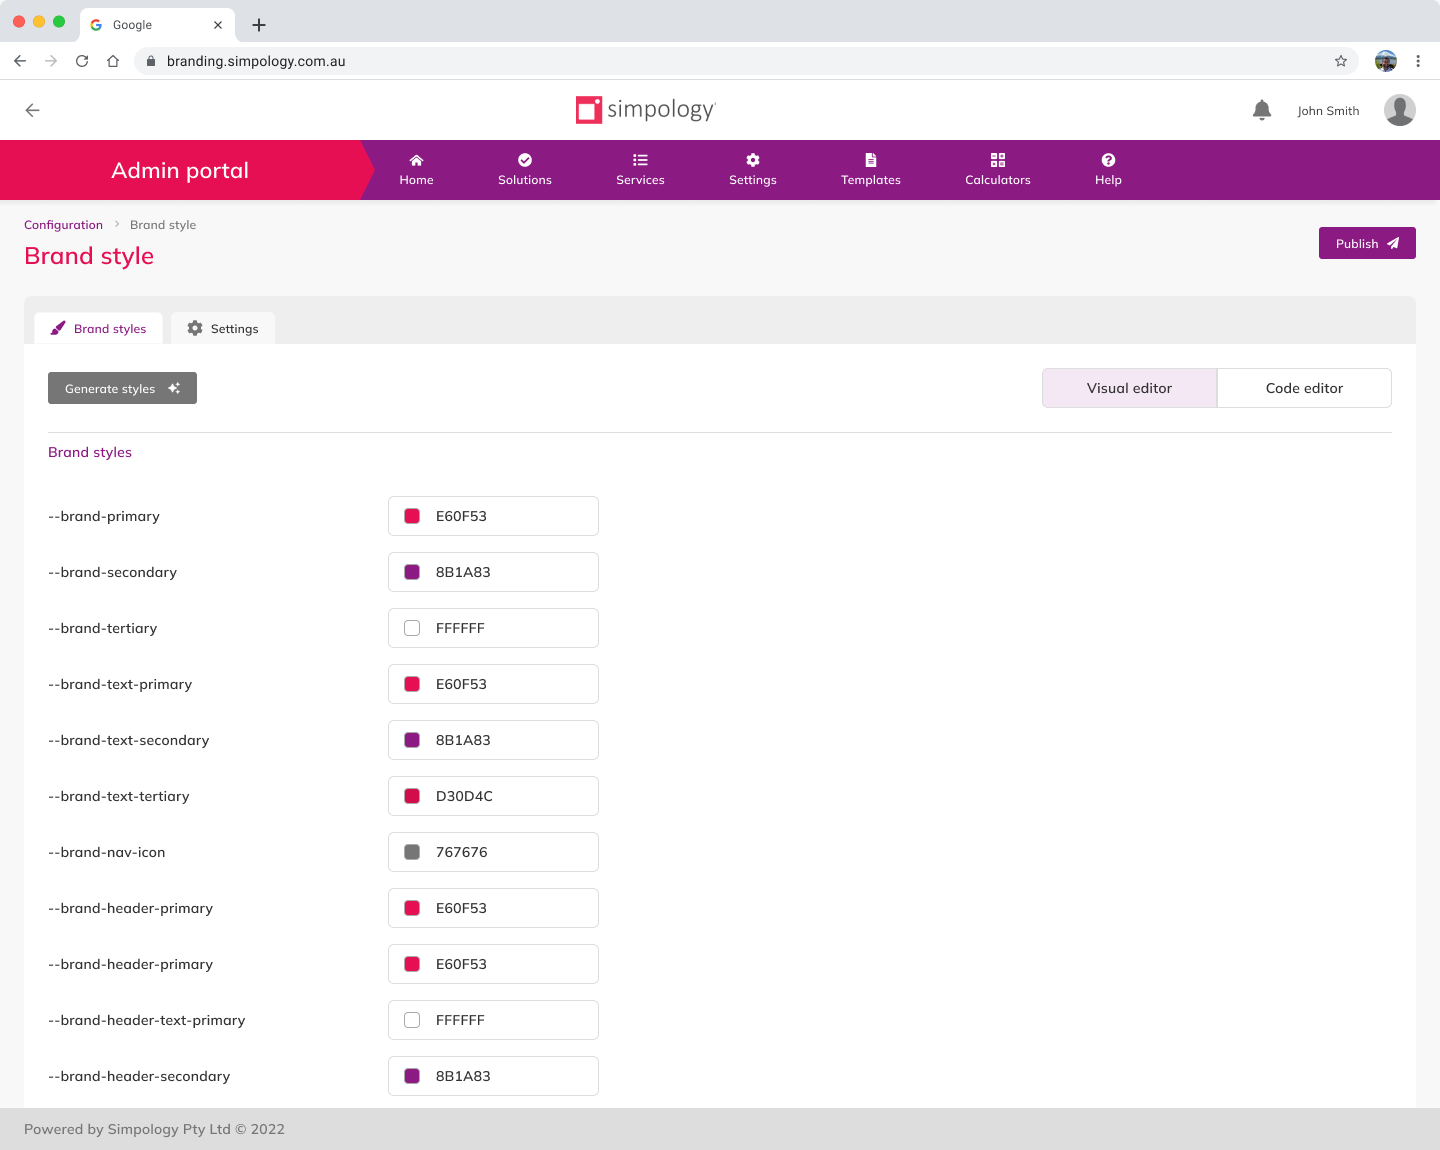 Google
branding.simpology.com.au
simpology
John Smith
Admin portal
Home
Solutions
Services
Settings
Templates
Calculators
Help
Configuration
Brand style
Brand style
Publish
Brand styles
Settings
Generate styles
Visual editor
Code editor
Brand styles
--brand-primary
E60F53
--brand-secondary
8B1A83
--brand-tertiary
FFFFFF
--brand-text-primary
E60F53
--brand-text-secondary
8B1A83
--brand-text-tertiary
D30D4C
--brand-nav-icon
767676
--brand-header-primary
E60F53
--brand-header-primary
E60F53
--brand-header-text-primary
FFFFFF
--brand-header-secondary
8B1A83
Powered by Simpology Pty Ltd © 2022